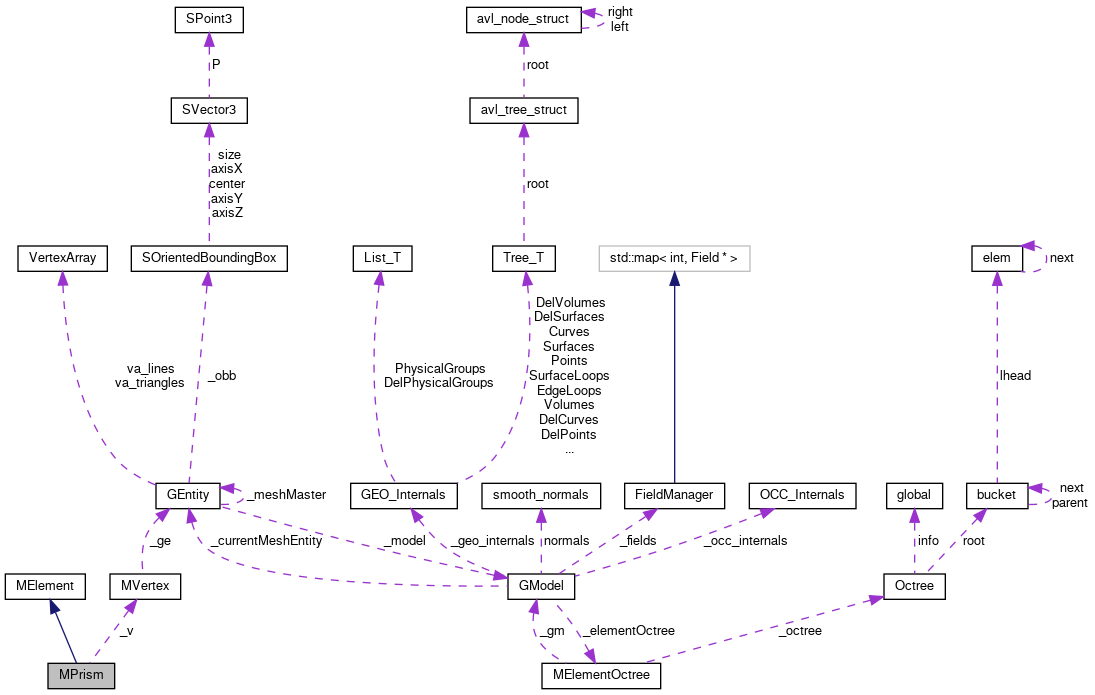 SPoint3
avl_node_struct
right
left
P
root
SVector3
avl_tree_struct
size
axisX
center
axisY
axisZ
root
VertexArray
SOrientedBoundingBox
List_T
Tree_T
std::map< int, Field * >
elem
next
va_lines
va_triangles
_obb
PhysicalGroups
DelPhysicalGroups
DelVolumes
DelSurfaces
Curves
Surfaces
Points
SurfaceLoops
EdgeLoops
Volumes
DelCurves
DelPoints
...
lhead
GEntity
_meshMaster
GEO_Internals
smooth_normals
FieldManager
OCC_Internals
global
bucket
next
parent
_ge
_currentMeshEntity
_model
_geo_internals
normals
_fields
_occ_internals
info
root
MElement
MVertex
GModel
Octree
_v
_gm
_elementOctree
_octree
MPrism
MElementOctree